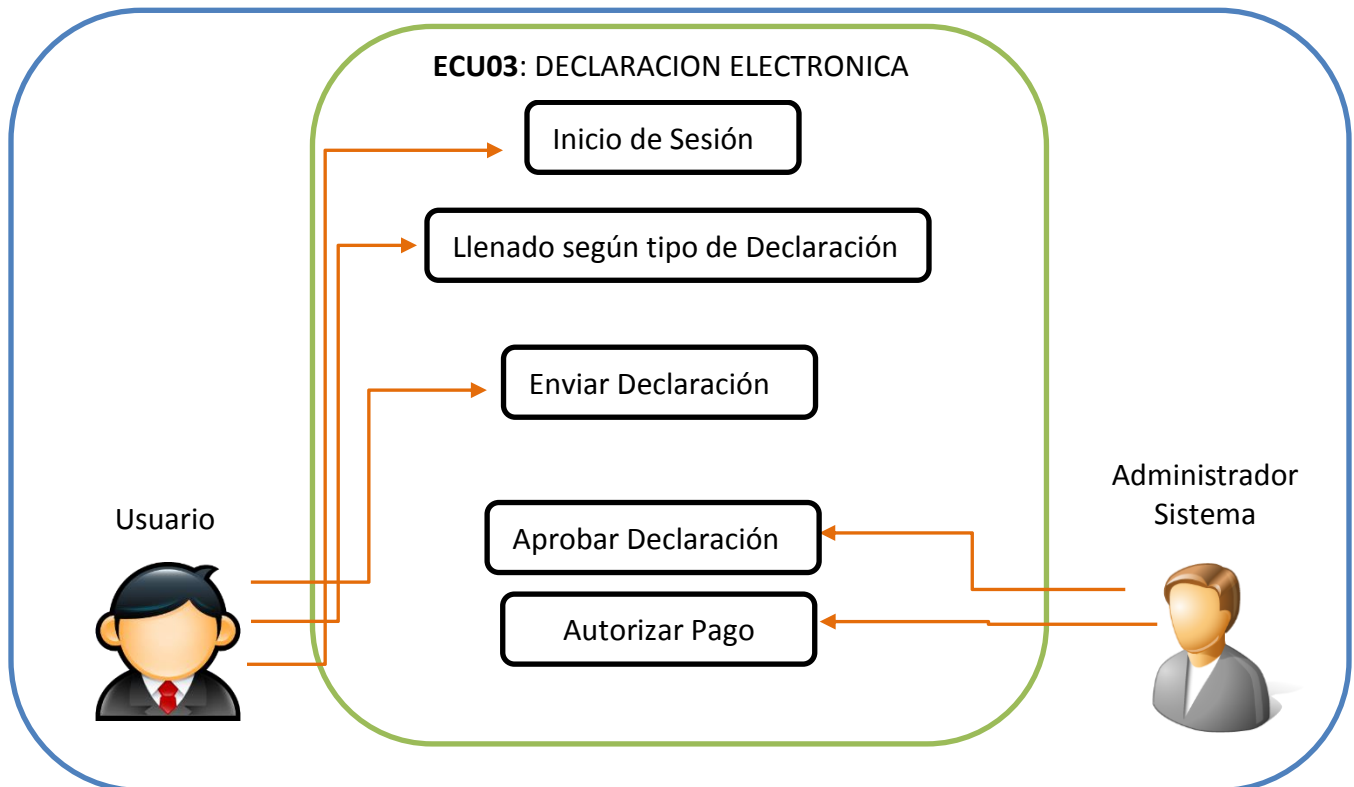 ECU03: DECLARACION ELECTRONICA
Inicio de Sesión
Llenado según tipo de Declaración
Enviar Declaración
Administrador
Sistema
Usuario
Aprobar Declaración
Autorizar Pago